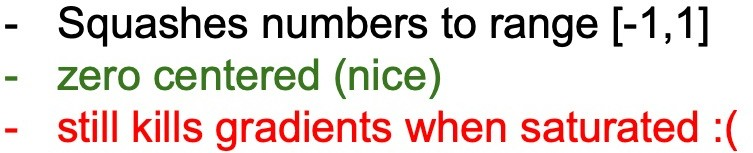 - Squashes numbers to range [-1,1]
- zero centered (nice)
- still kills gradients when saturated :(